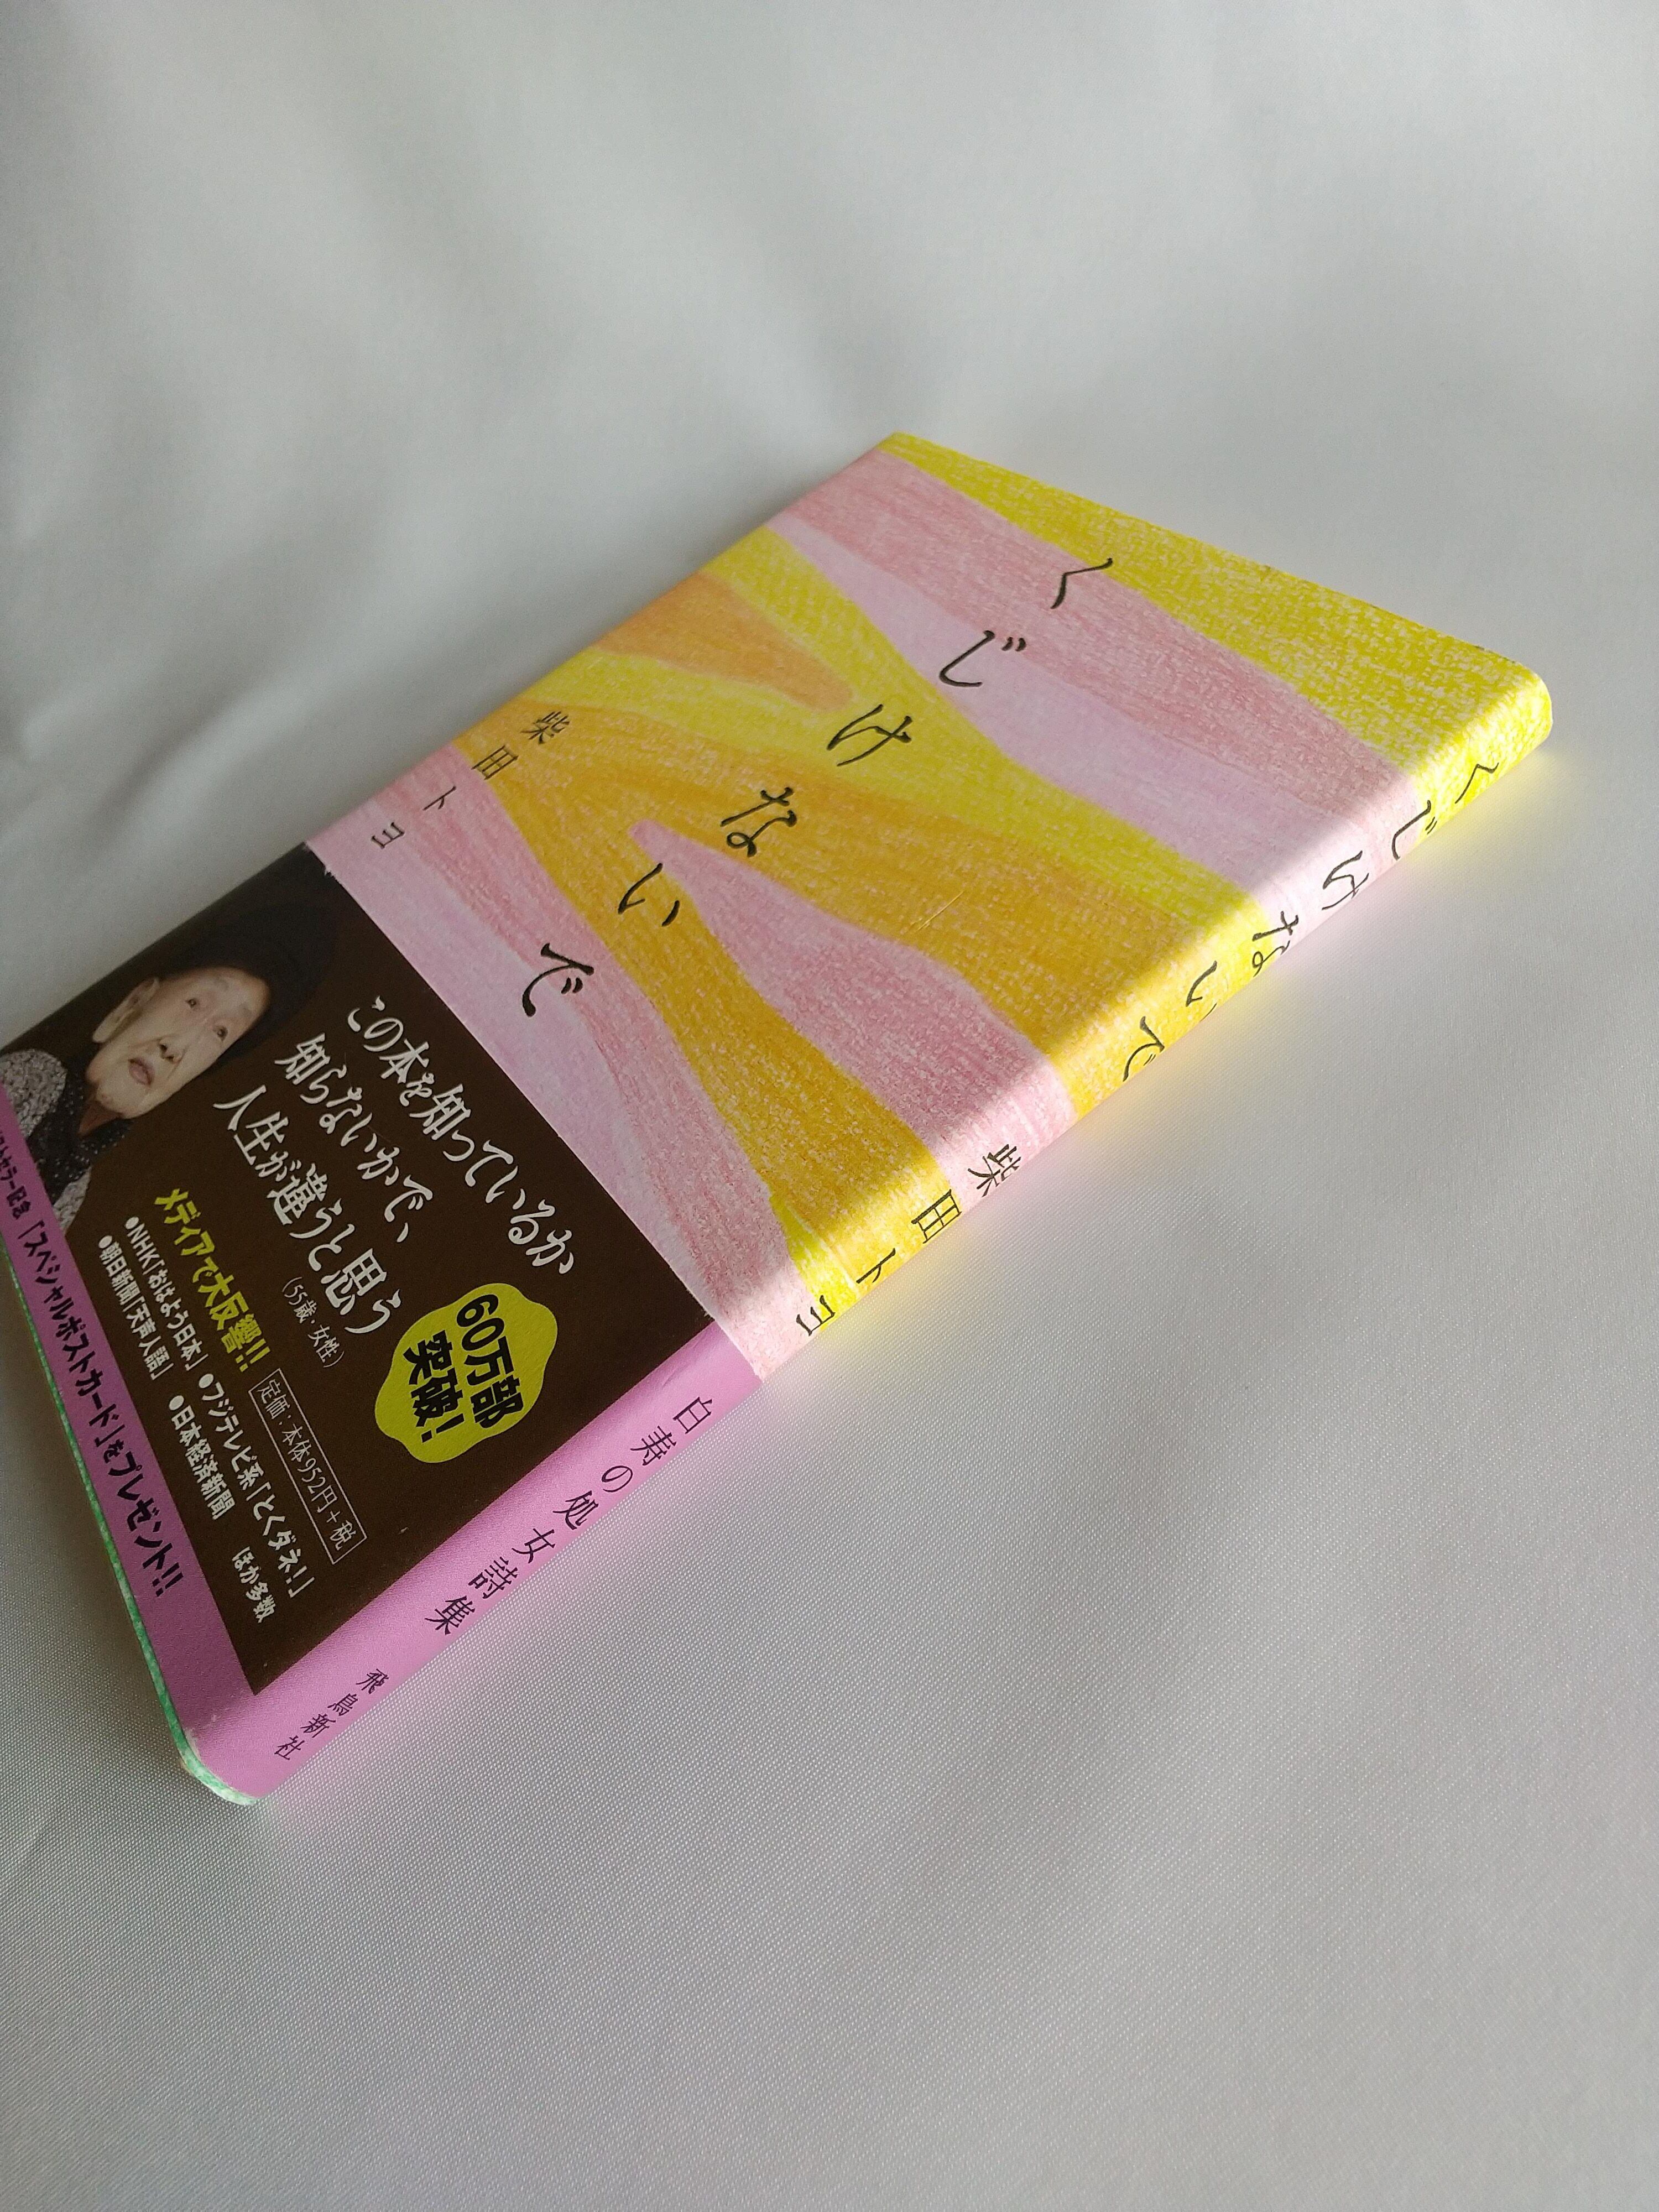 くじけないで
柴田トヨ
この本を知っているか
知らないかで、
人生が違うと思う
(55歳・女性)
60万部
突破!
メディアで大反響!!
●NHK「おはよう日本」●フジテレビ系「とくダネ!」
●朝日新聞「天声人語」●日本経済新聞 ほか多数
定価:本体952円+税
「スペシャルポストカード」をプレゼント!!
くじけないで
柴田トヨ
白寿の処女詩集
飛鳥新社